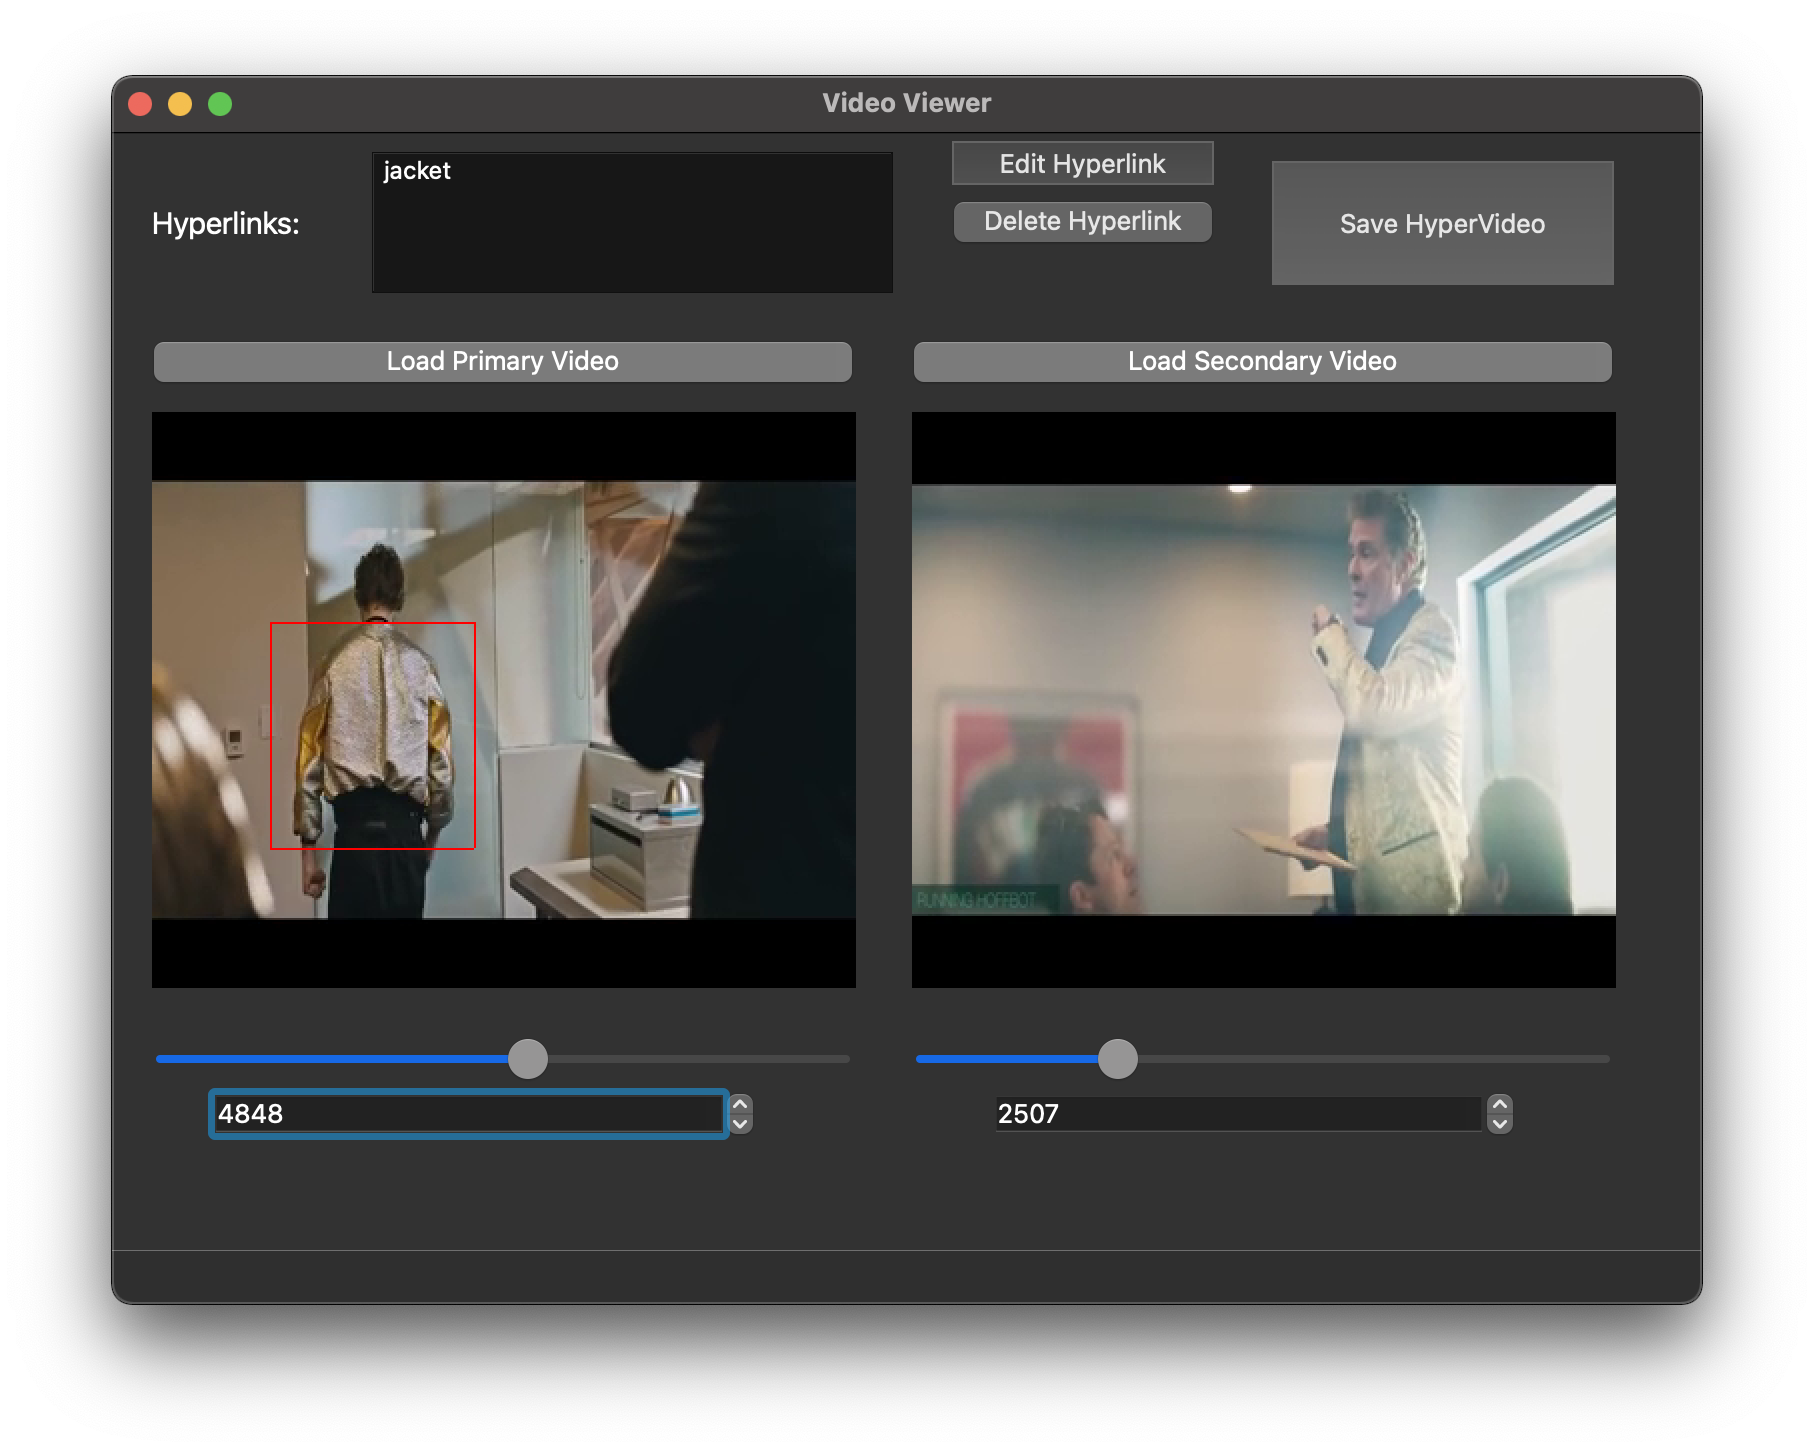 Video Viewer
Hyperlinks:
jacket
Edit Hyperlink
Delete Hyperlink
Save HyperVideo
Load Primary Video
Load Secondary Video
RUNNING HOFFBOT
4848
2507